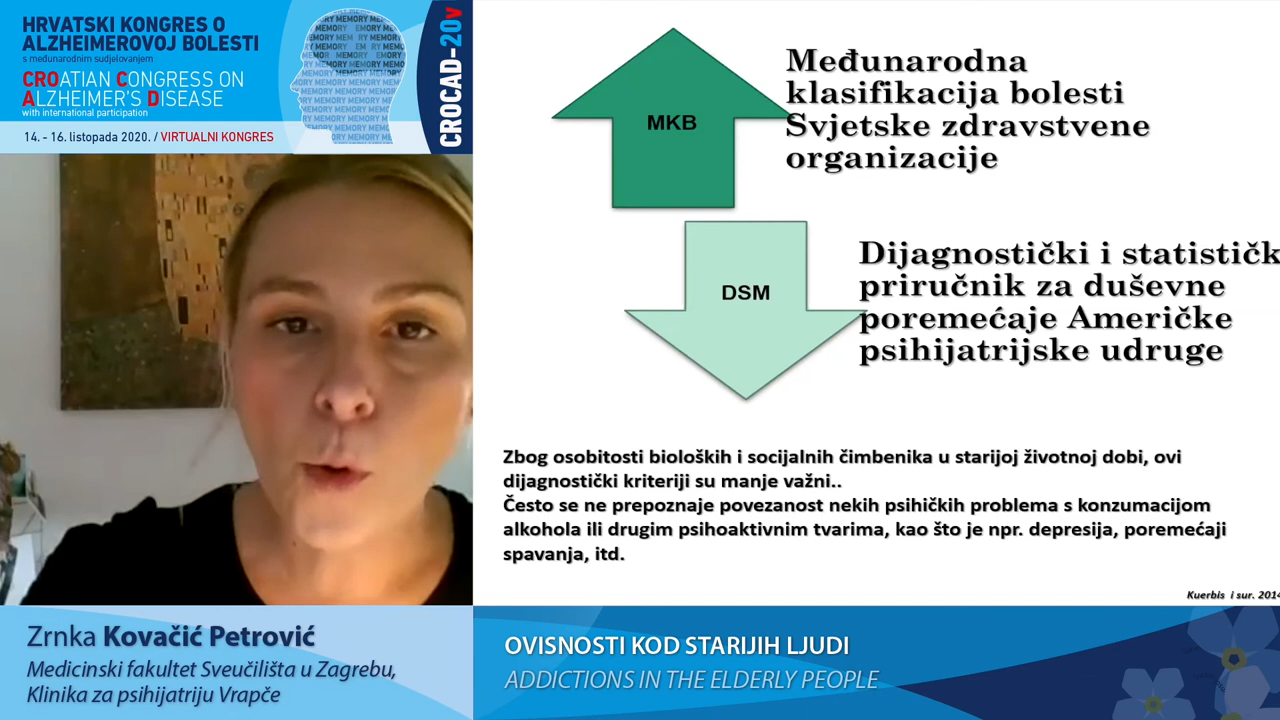 HRVATSKI KONGRES O
ALZHEIMEROVOJ BOLESTI
s međunarodnim sudjelovanjem
CROATIAN CONGRESS ON
ALZHEIMER'S DISEASE
with international participation
14. - 16. listopada 2020. / VIRTUALNI KONGRES
CROCAD-20v
MKB
Međunarodna
klasifikacija bolesti
Svjetske zdravstvene
organizacije
DSM
Dijagnostički i statističk
priručnik za duševne
poremećaje Američke
psihijatrijske udruge
Zbog osobitosti bioloških i socijalnih čimbenika u starijoj životnoj dobi, ovi
dijagnostički kriteriji su manje važni..
Često se ne prepoznaje povezanost nekih psihičkih problema s konzumacijom
alkohola ili drugim psihoaktivnim tvarima, kao što je npr. depresija, poremećaji
spavanja, itd.
Kuerbis i sur. 2014
Zrnka Kovačić Petrović
Medicinski fakultet Sveučilišta u Zagrebu,
Klinika za psihijatriju Vrapče
OVISNOSTI KOD STARIJIH LJUDI
ADDICTIONS IN THE ELDERLY PEOPLE